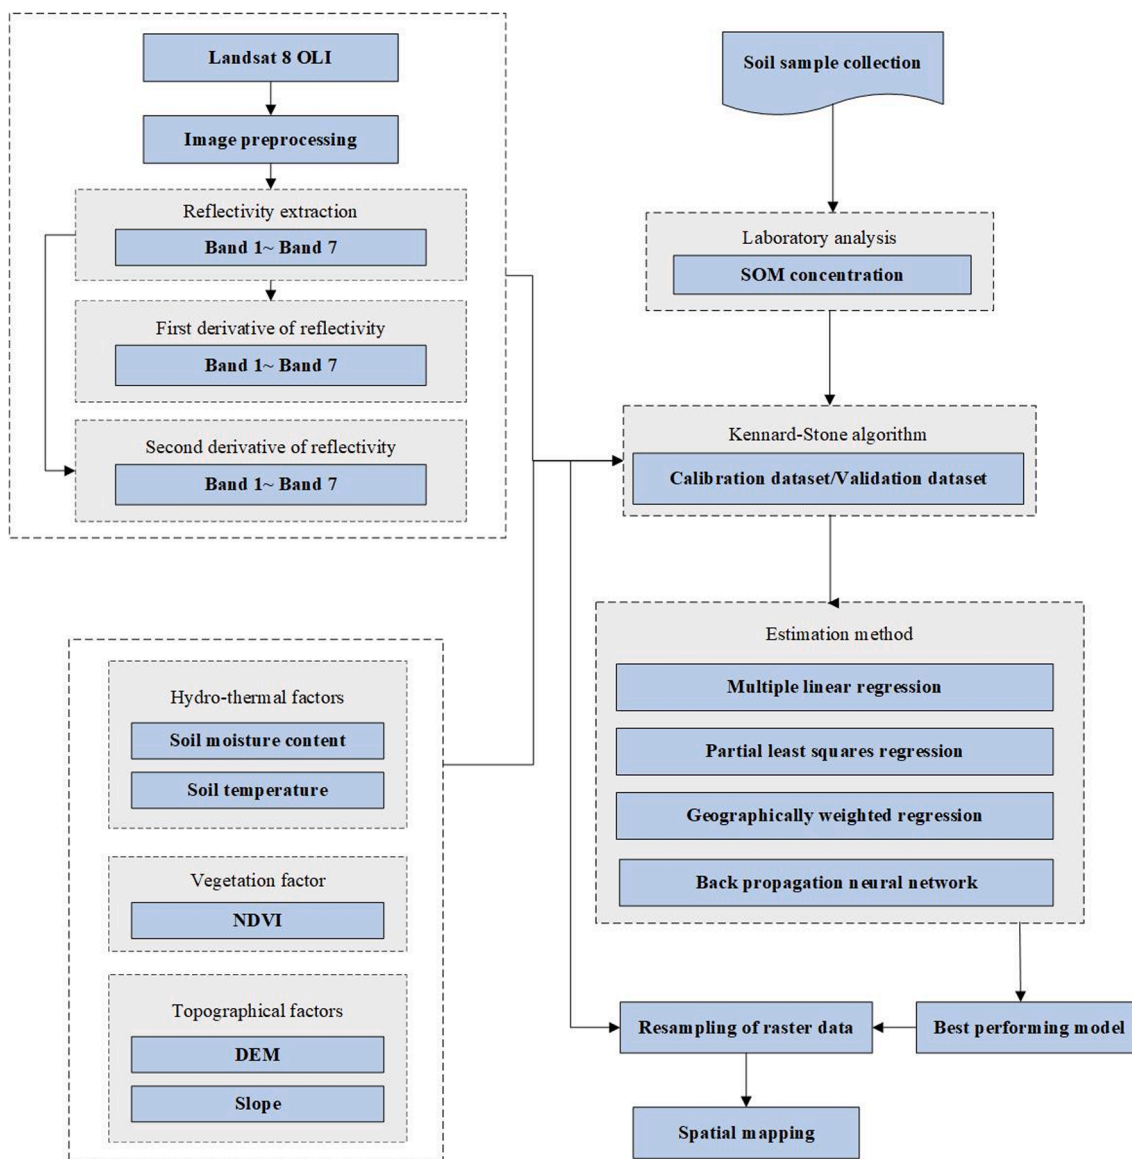 Landsat 8 OLI
Image preprocessing
Reflectivity extraction
Band 1~ Band 7
First derivative of reflectivity
Band 1~ Band 7
Second derivative of reflectivity
Band 1~ Band 7
Hydro-thermal factors
Soil moisture content
Soil temperature
Vegetation factor
NDVI
Topographical factors
DEM
Slope
Soil sample collection
Laboratory analysis
SOM concentration
Kennard-Stone algorithm
Calibration dataset/Validation dataset
Estimation method
Multiple linear regression
Partial least squares regression
Geographically weighted regression
Back propagation neural network
Resampling of raster data
Best performing model
Spatial mapping